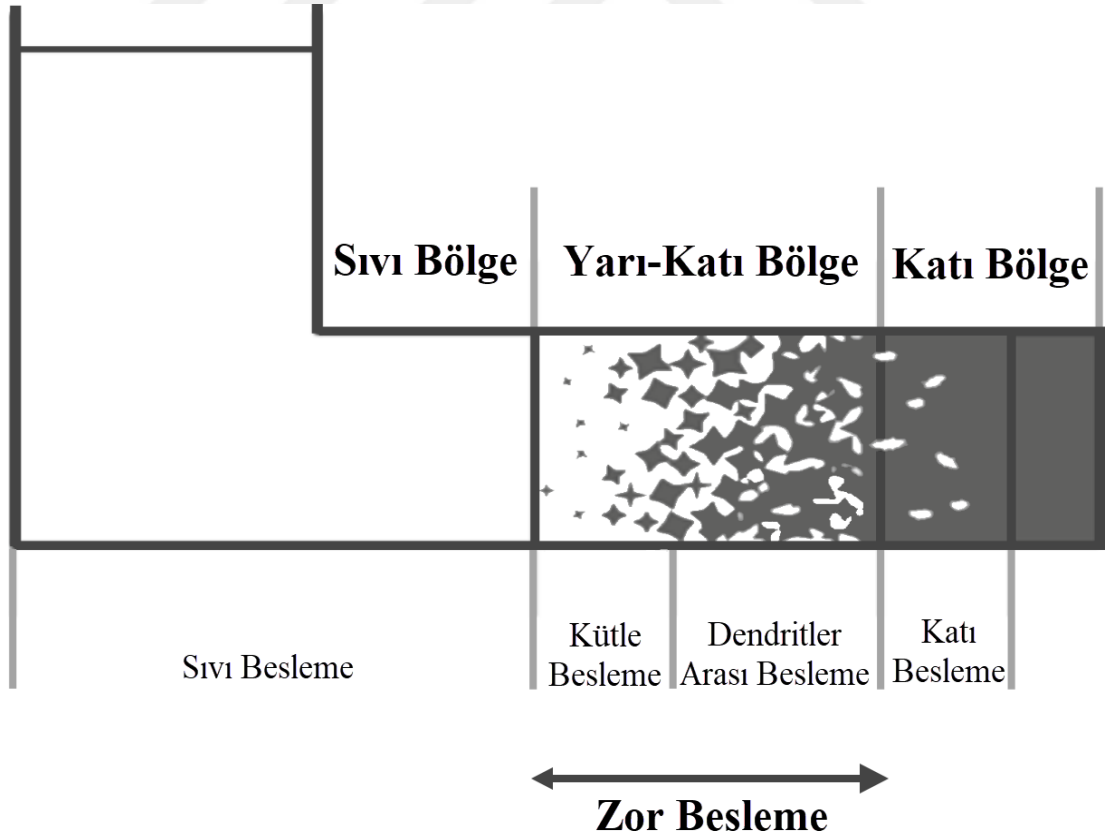 Sıvı Bölge
Yarı-Katı Bölge
Katı Bölge
Sıvı Besleme
Kütle
Besleme
Dendritler
Arası Besleme
Katı
Besleme
Zor Besleme